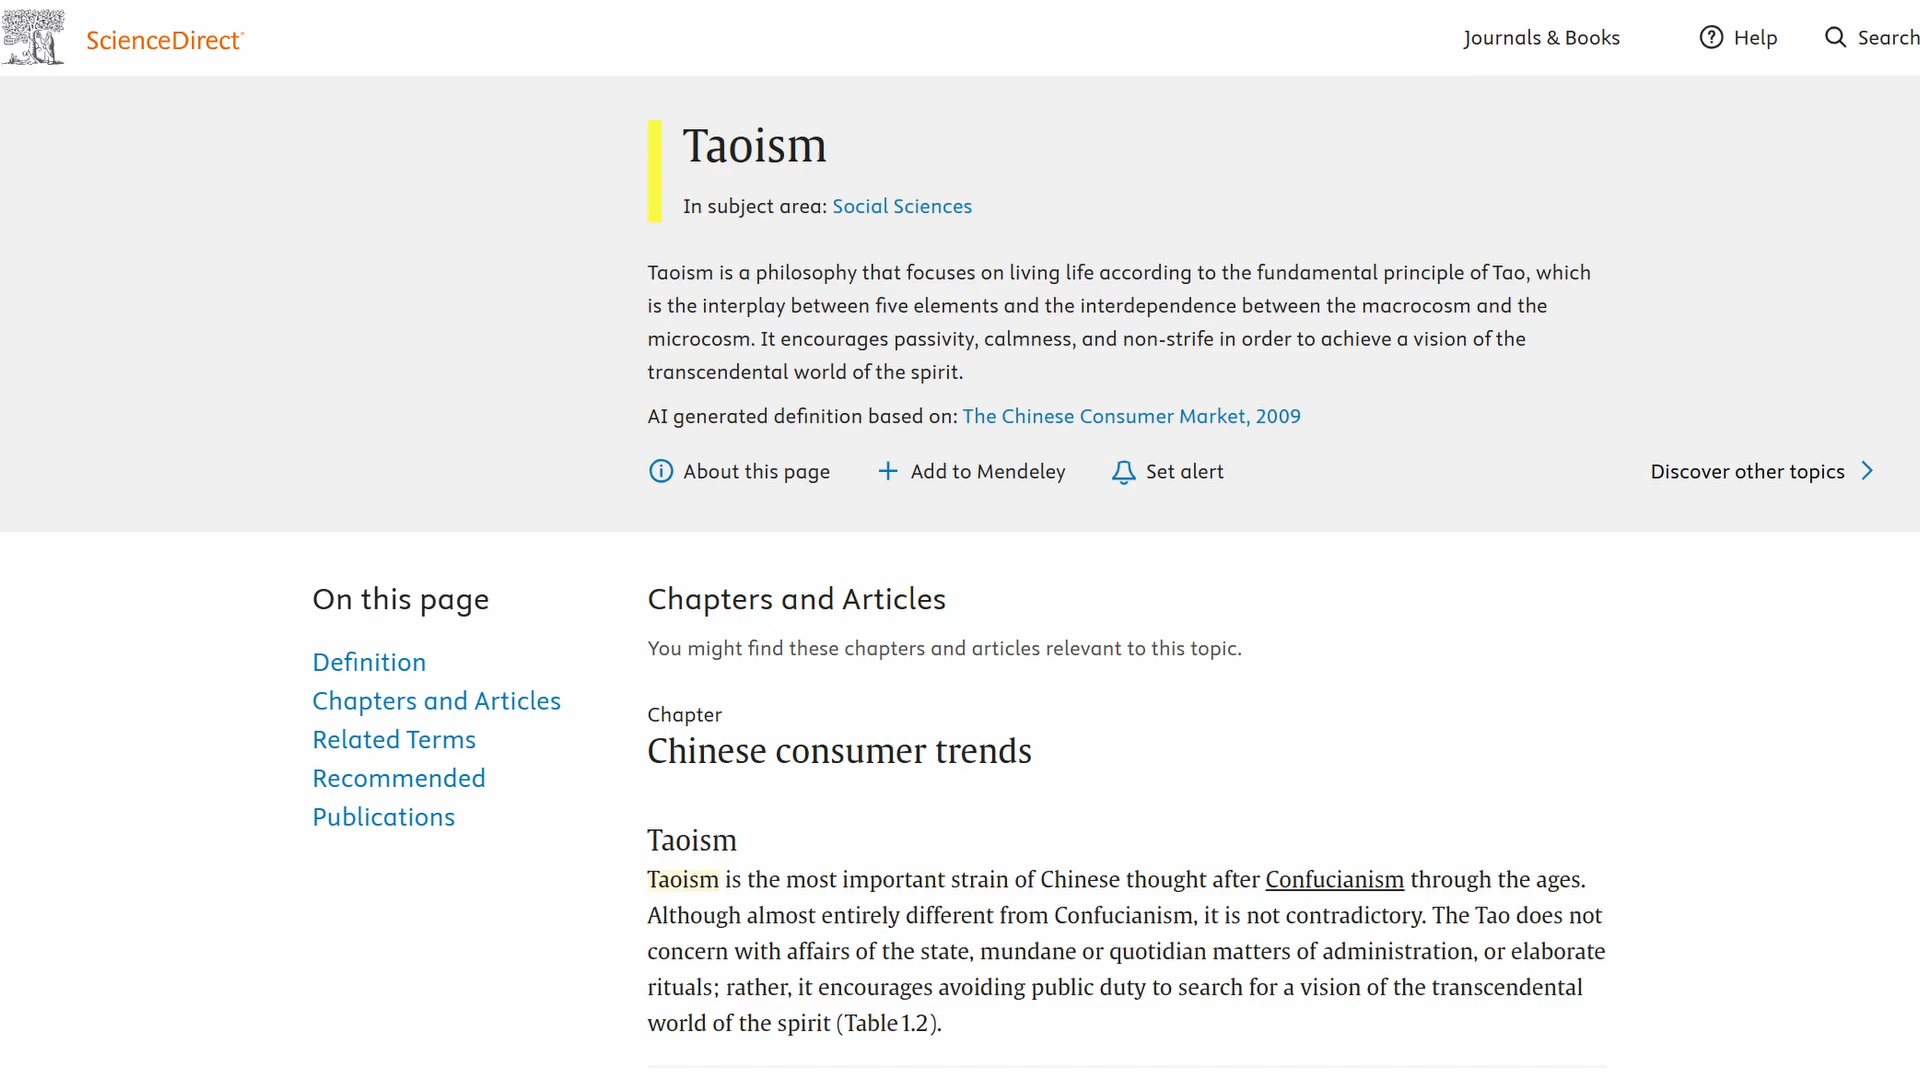 ScienceDirect
Journals & Books
Help
Search
Taoism
In subject area: Social Sciences
Taoism is a philosophy that focuses on living life according to the fundamental principle of Tao, which
is the interplay between five elements and the interdependence between the macrocosm and the
microcosm. It encourages passivity, calmness, and non-strife in order to achieve a vision of the
transcendental world of the spirit.
AI generated definition based on: The Chinese Consumer Market, 2009
About this page
Add to Mendeley
Set alert
Discover other topics
On this page
Definition
Chapters and Articles
Related Terms
Recommended
Publications
Chapters and Articles
You might find these chapters and articles relevant to this topic.
Chapter
Chinese consumer trends
Taoism
Taoism is the most important strain of Chinese thought after Confucianism through the ages.
Although almost entirely different from Confucianism, it is not contradictory. The Tao does not
concern with affairs of the state, mundane or quotidian matters of administration, or elaborate
rituals; rather, it encourages avoiding public duty to search for a vision of the transcendental
world of the spirit (Table 1.2).